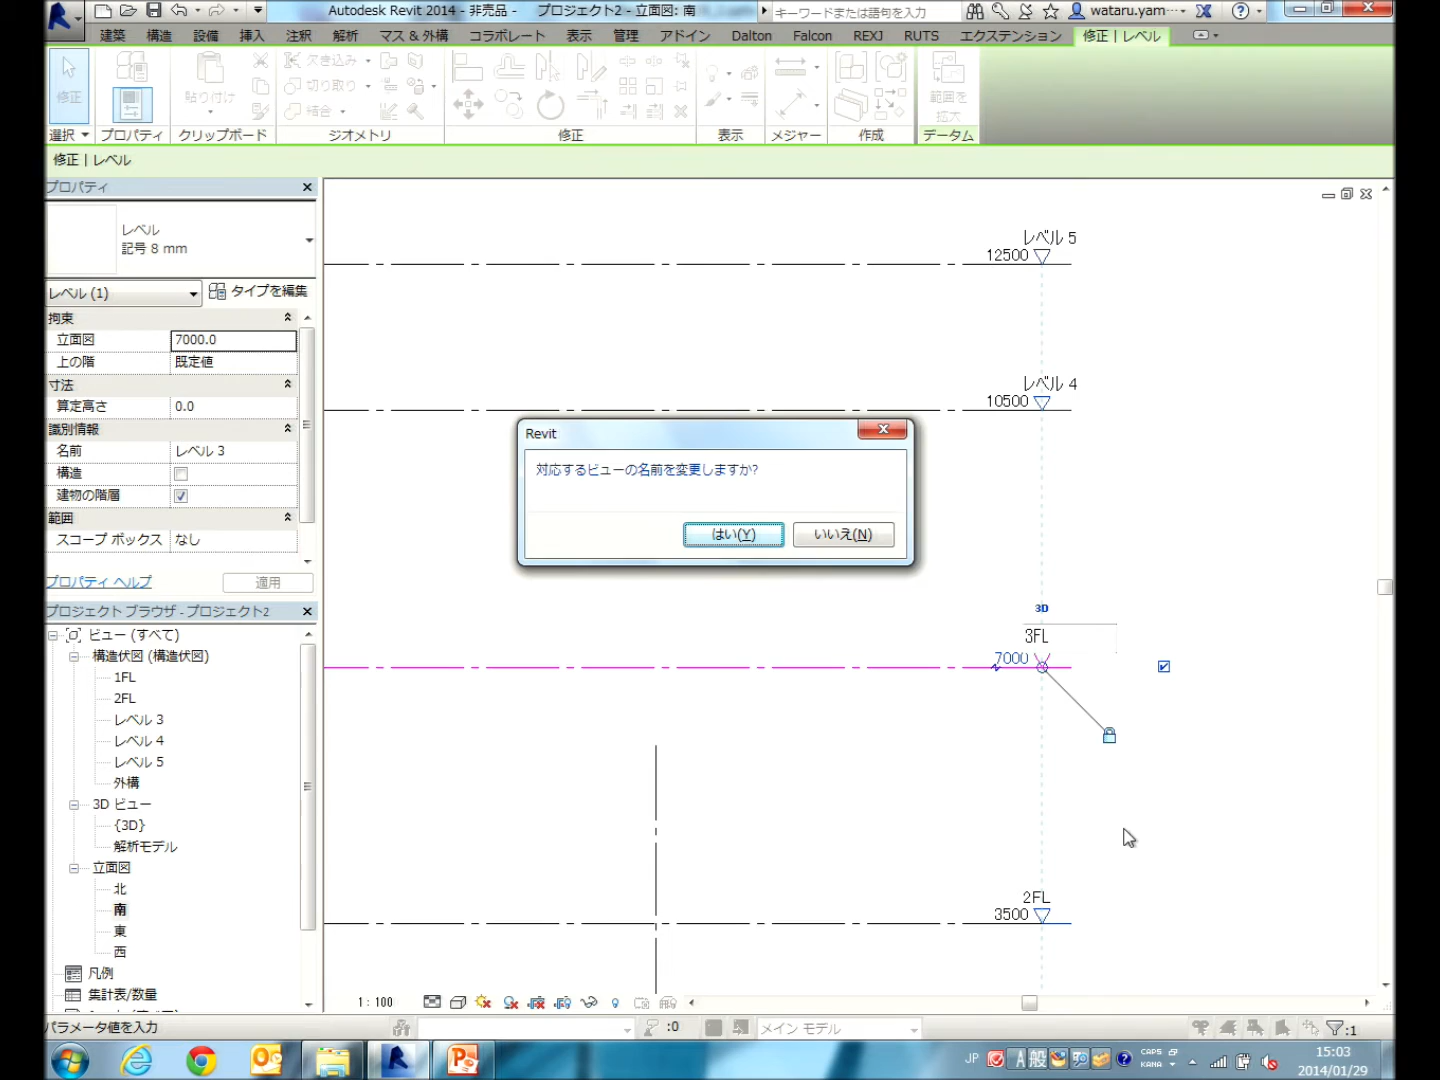 Autodesk Revit 2014 - 非売品 - プロジェクト2 - 立面図: 南
キーワードまたは語句を入力
wataru.yam…
建築 構造 設備 挿入 注釈 解析 マス & 外構 コラボレート 表示 管理 アドイン Dalton Falcon REXJ RUTS エクステンション 修正 | レベル
修正
貼り付け
欠き込み
切り取り
結合
範囲を
拡大
選択 プロパティ クリップボード ジオメトリ 修正 表示 メジャー 作成 データム
修正 | レベル
プロパティ
レベル
記号 8 mm
レベル (1) タイプを編集
拘束
立面図 7000.0
上の階 既定値
寸法
算定高さ 0.0
識別情報
名前 レベル 3
構造
建物の階層
範囲
スコープ ボックス なし
プロパティ ヘルプ 適用
プロジェクト ブラウザ - プロジェクト2
ビュー (すべて)
構造伏図 (構造伏図)
1FL
2FL
レベル 3
レベル 4
レベル 5
外構
3D ビュー
{3D}
解析モデル
立面図
北
南
東
西
凡例
集計表/数量
レベル 5
12500
レベル 4
10500
Revit
対応するビューの名前を変更しますか?
はい(Y) いいえ(N)
3D
3FL
7000
2FL
3500
1 : 100
パラメータ値を入力
:0
メイン モデル
:1
JP
A 般
CAPS
KANA
15:03
2014/01/29